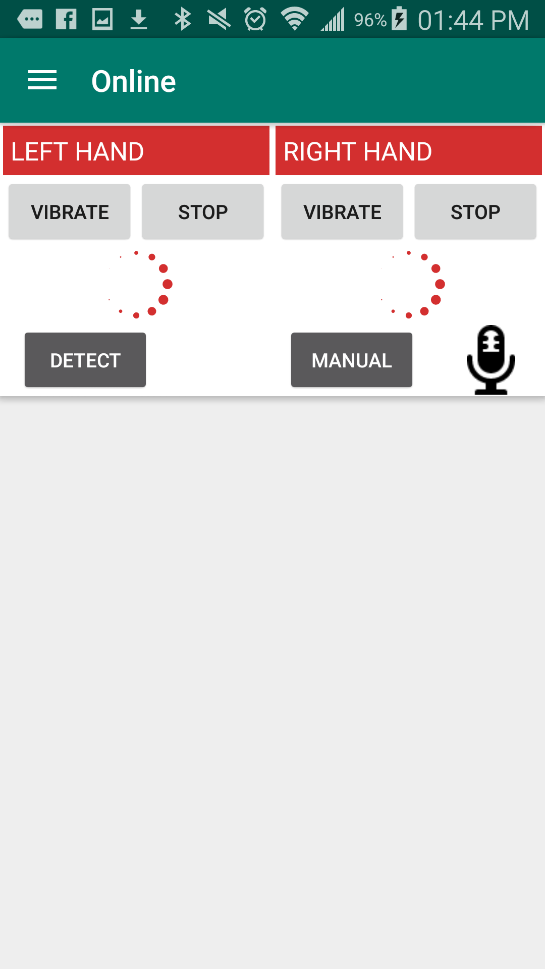 96% 01:44 PM
Online
LEFT HAND RIGHT HAND
VIBRATE STOP VIBRATE STOP
DETECT MANUAL